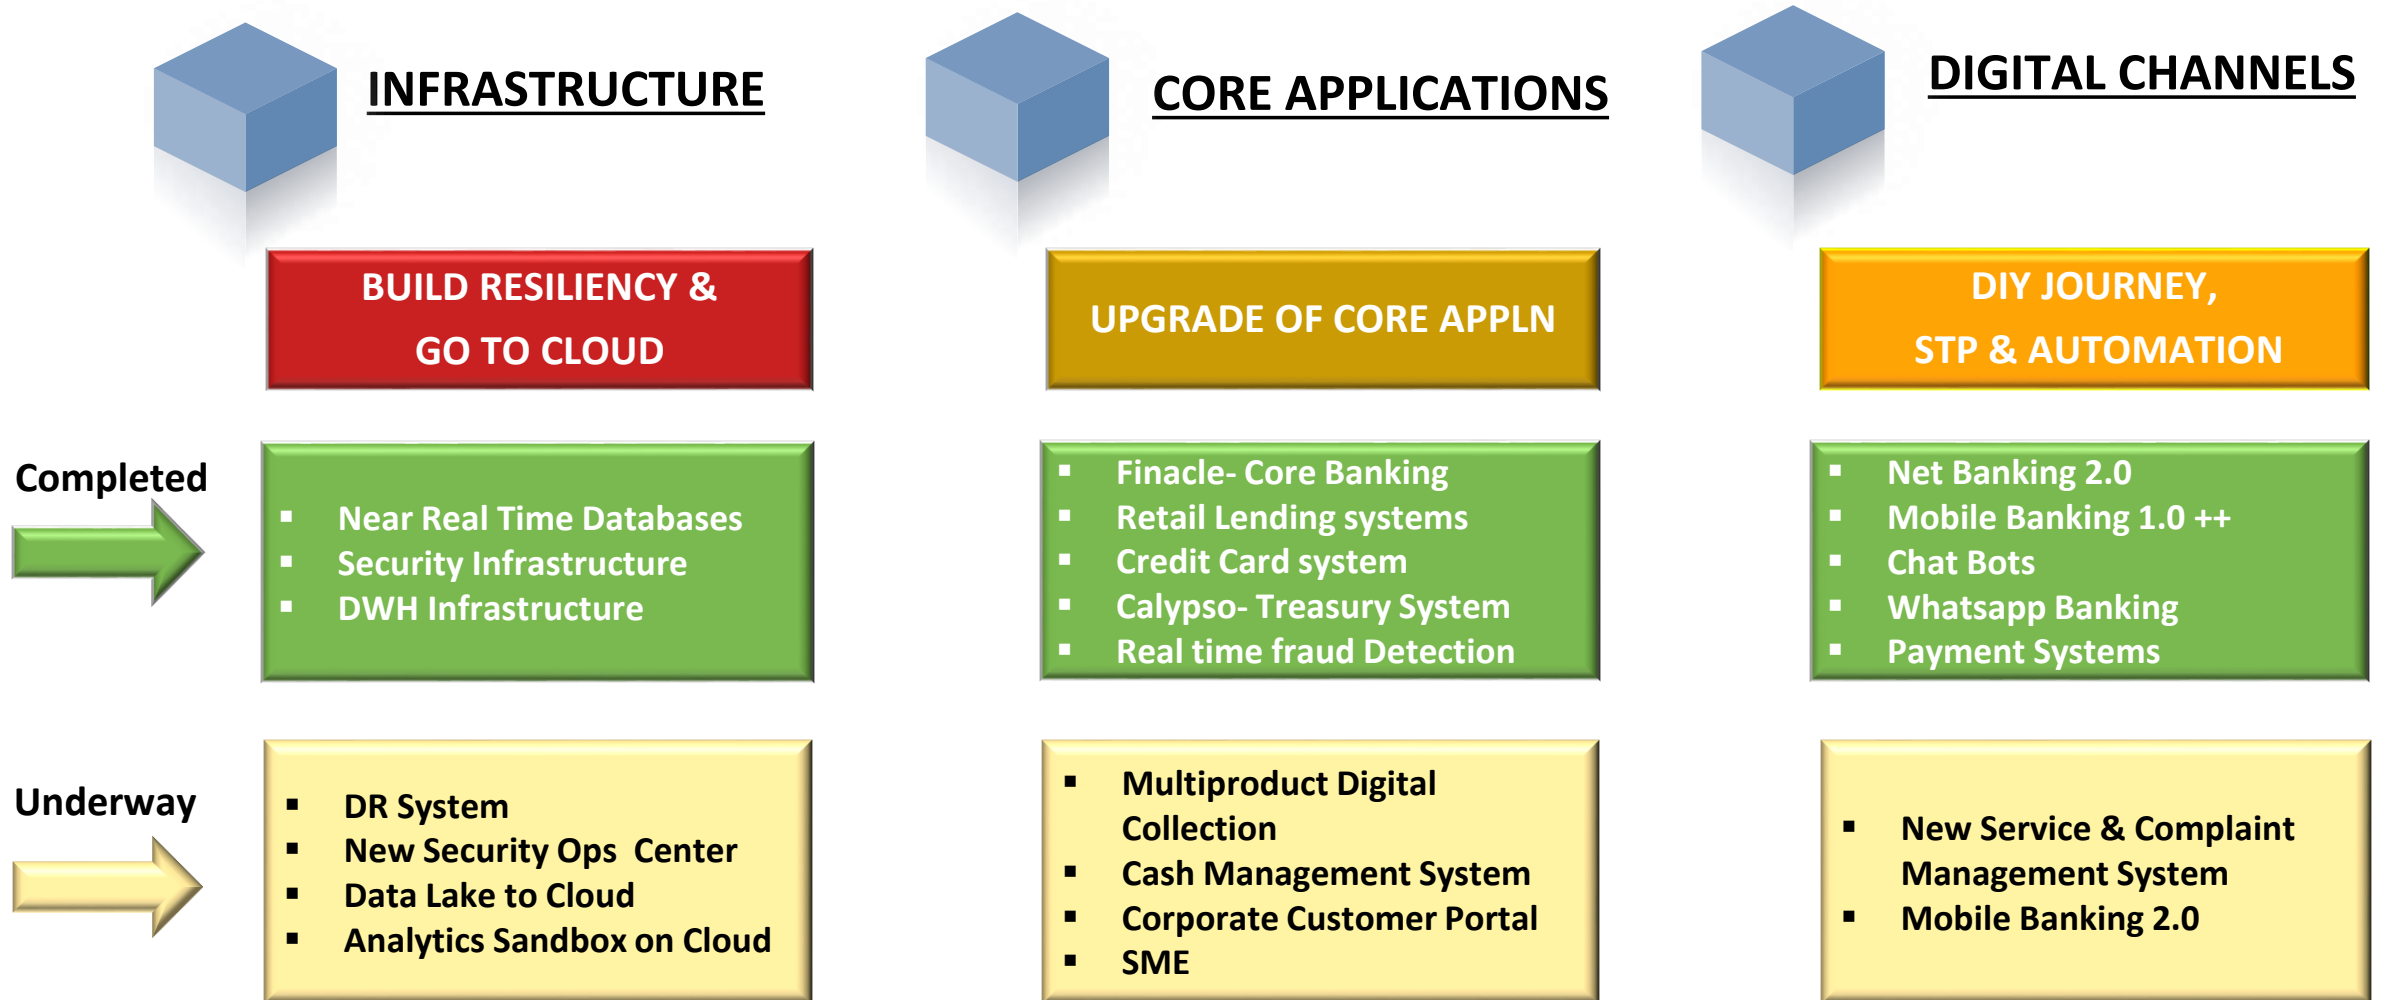 INFRASTRUCTURE
CORE APPLICATIONS
DIGITAL CHANNELS
BUILD RESILIENCY &
GO TO CLOUD
UPGRADE OF CORE APPLN
DIY JOURNEY,
STP & AUTOMATION
Completed
▪ Near Real Time Databases
▪ Security Infrastructure
▪ DWH Infrastructure
▪ Finacle- Core Banking
▪ Retail Lending systems
▪ Credit Card system
▪ Calypso- Treasury System
▪ Real time fraud Detection
▪ Net Banking 2.0
▪ Mobile Banking 1.0 ++
▪ Chat Bots
▪ Whatsapp Banking
▪ Payment Systems
Underway
▪ DR System
▪ New Security Ops  Center
▪ Data Lake to Cloud
▪ Analytics Sandbox on Cloud
▪ Multiproduct Digital
Collection
▪ Cash Management System
▪ Corporate Customer Portal
▪ SME
▪ New Service & Complaint
Management System
▪ Mobile Banking 2.0